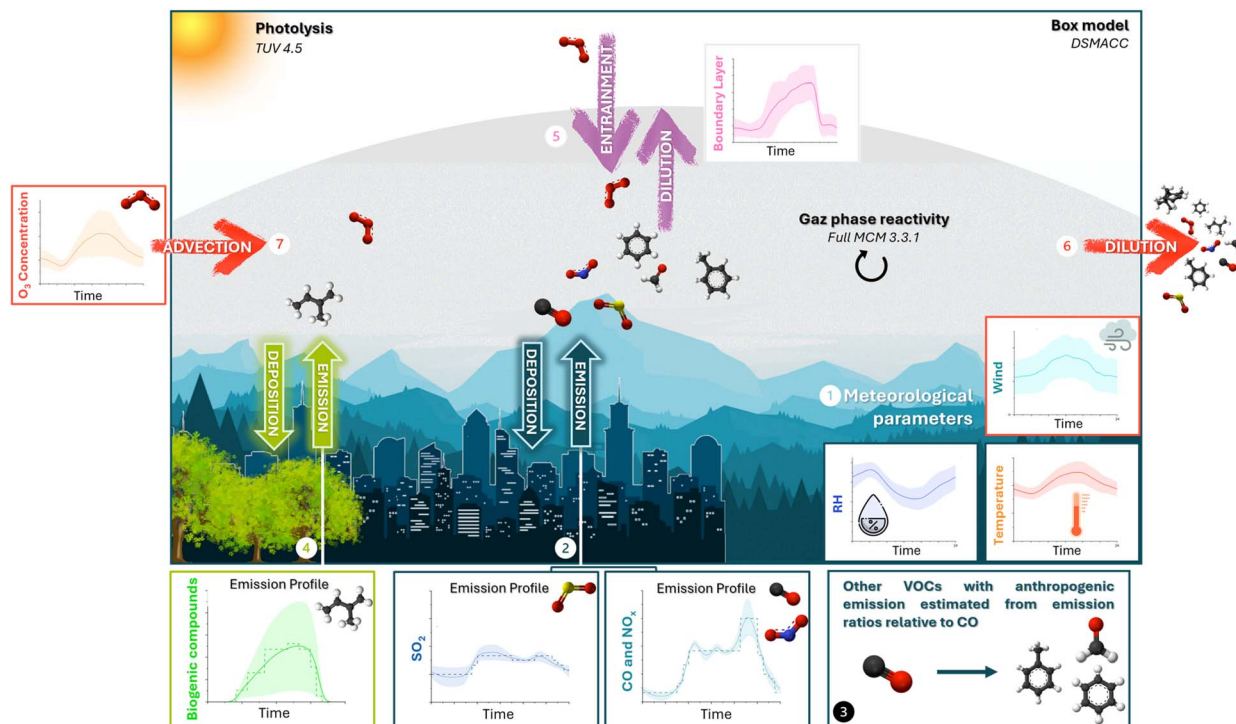 Photolysis
TUV 4.5
Box model
DSMACC
ENTRAINMENT
5
DILUTION
Boundary Layer
Time
O₃ Concentration
Time
ADVECTION
7
Gaz phase reactivity
Full MCM 3.3.1
6
DILUTION
DEPOSITION
EMISSION
DEPOSITION
EMISSION
1 Meteorological
parameters
Wind
24
RH
%
Time
24
Temperature
Time
24
4
2
Emission Profile
Biogenic compounds
Time
Emission Profile
SO₂
Time
Emission Profile
CO and NOₓ
Time
Other VOCs with anthropogenic
emission estimated from emission
ratios relative to CO
3